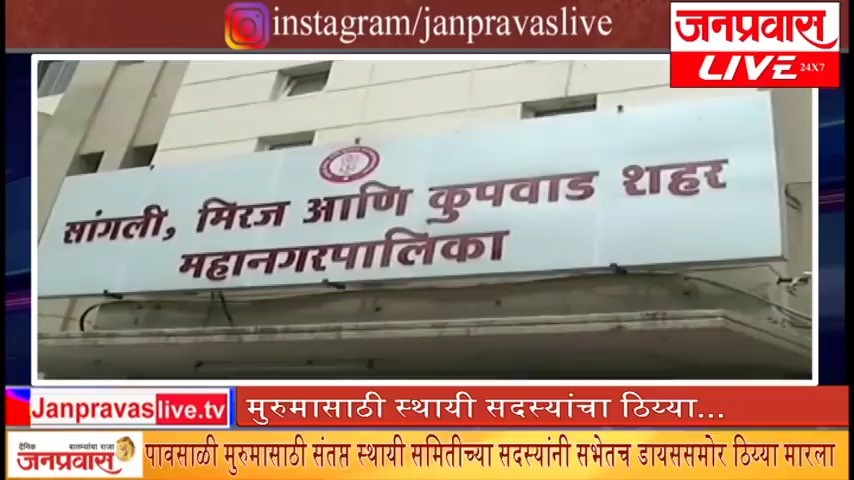 instagram/janpravaslive
जनप्रवास
LIVE 24X7
सांगली, मिरज आणि कुपवाड शहर
महानगरपालिका
Janpravaslive.tv
मुरुमासाठी स्थायी सदस्यांचा ठिय्या...
दैनिक बातम्यांचा राजा
जनप्रवास
पावसाळी मुरुमासाठी संतप्त स्थायी समितीच्या सदस्यांनी सभेतच डायससमोर ठिय्या मारला